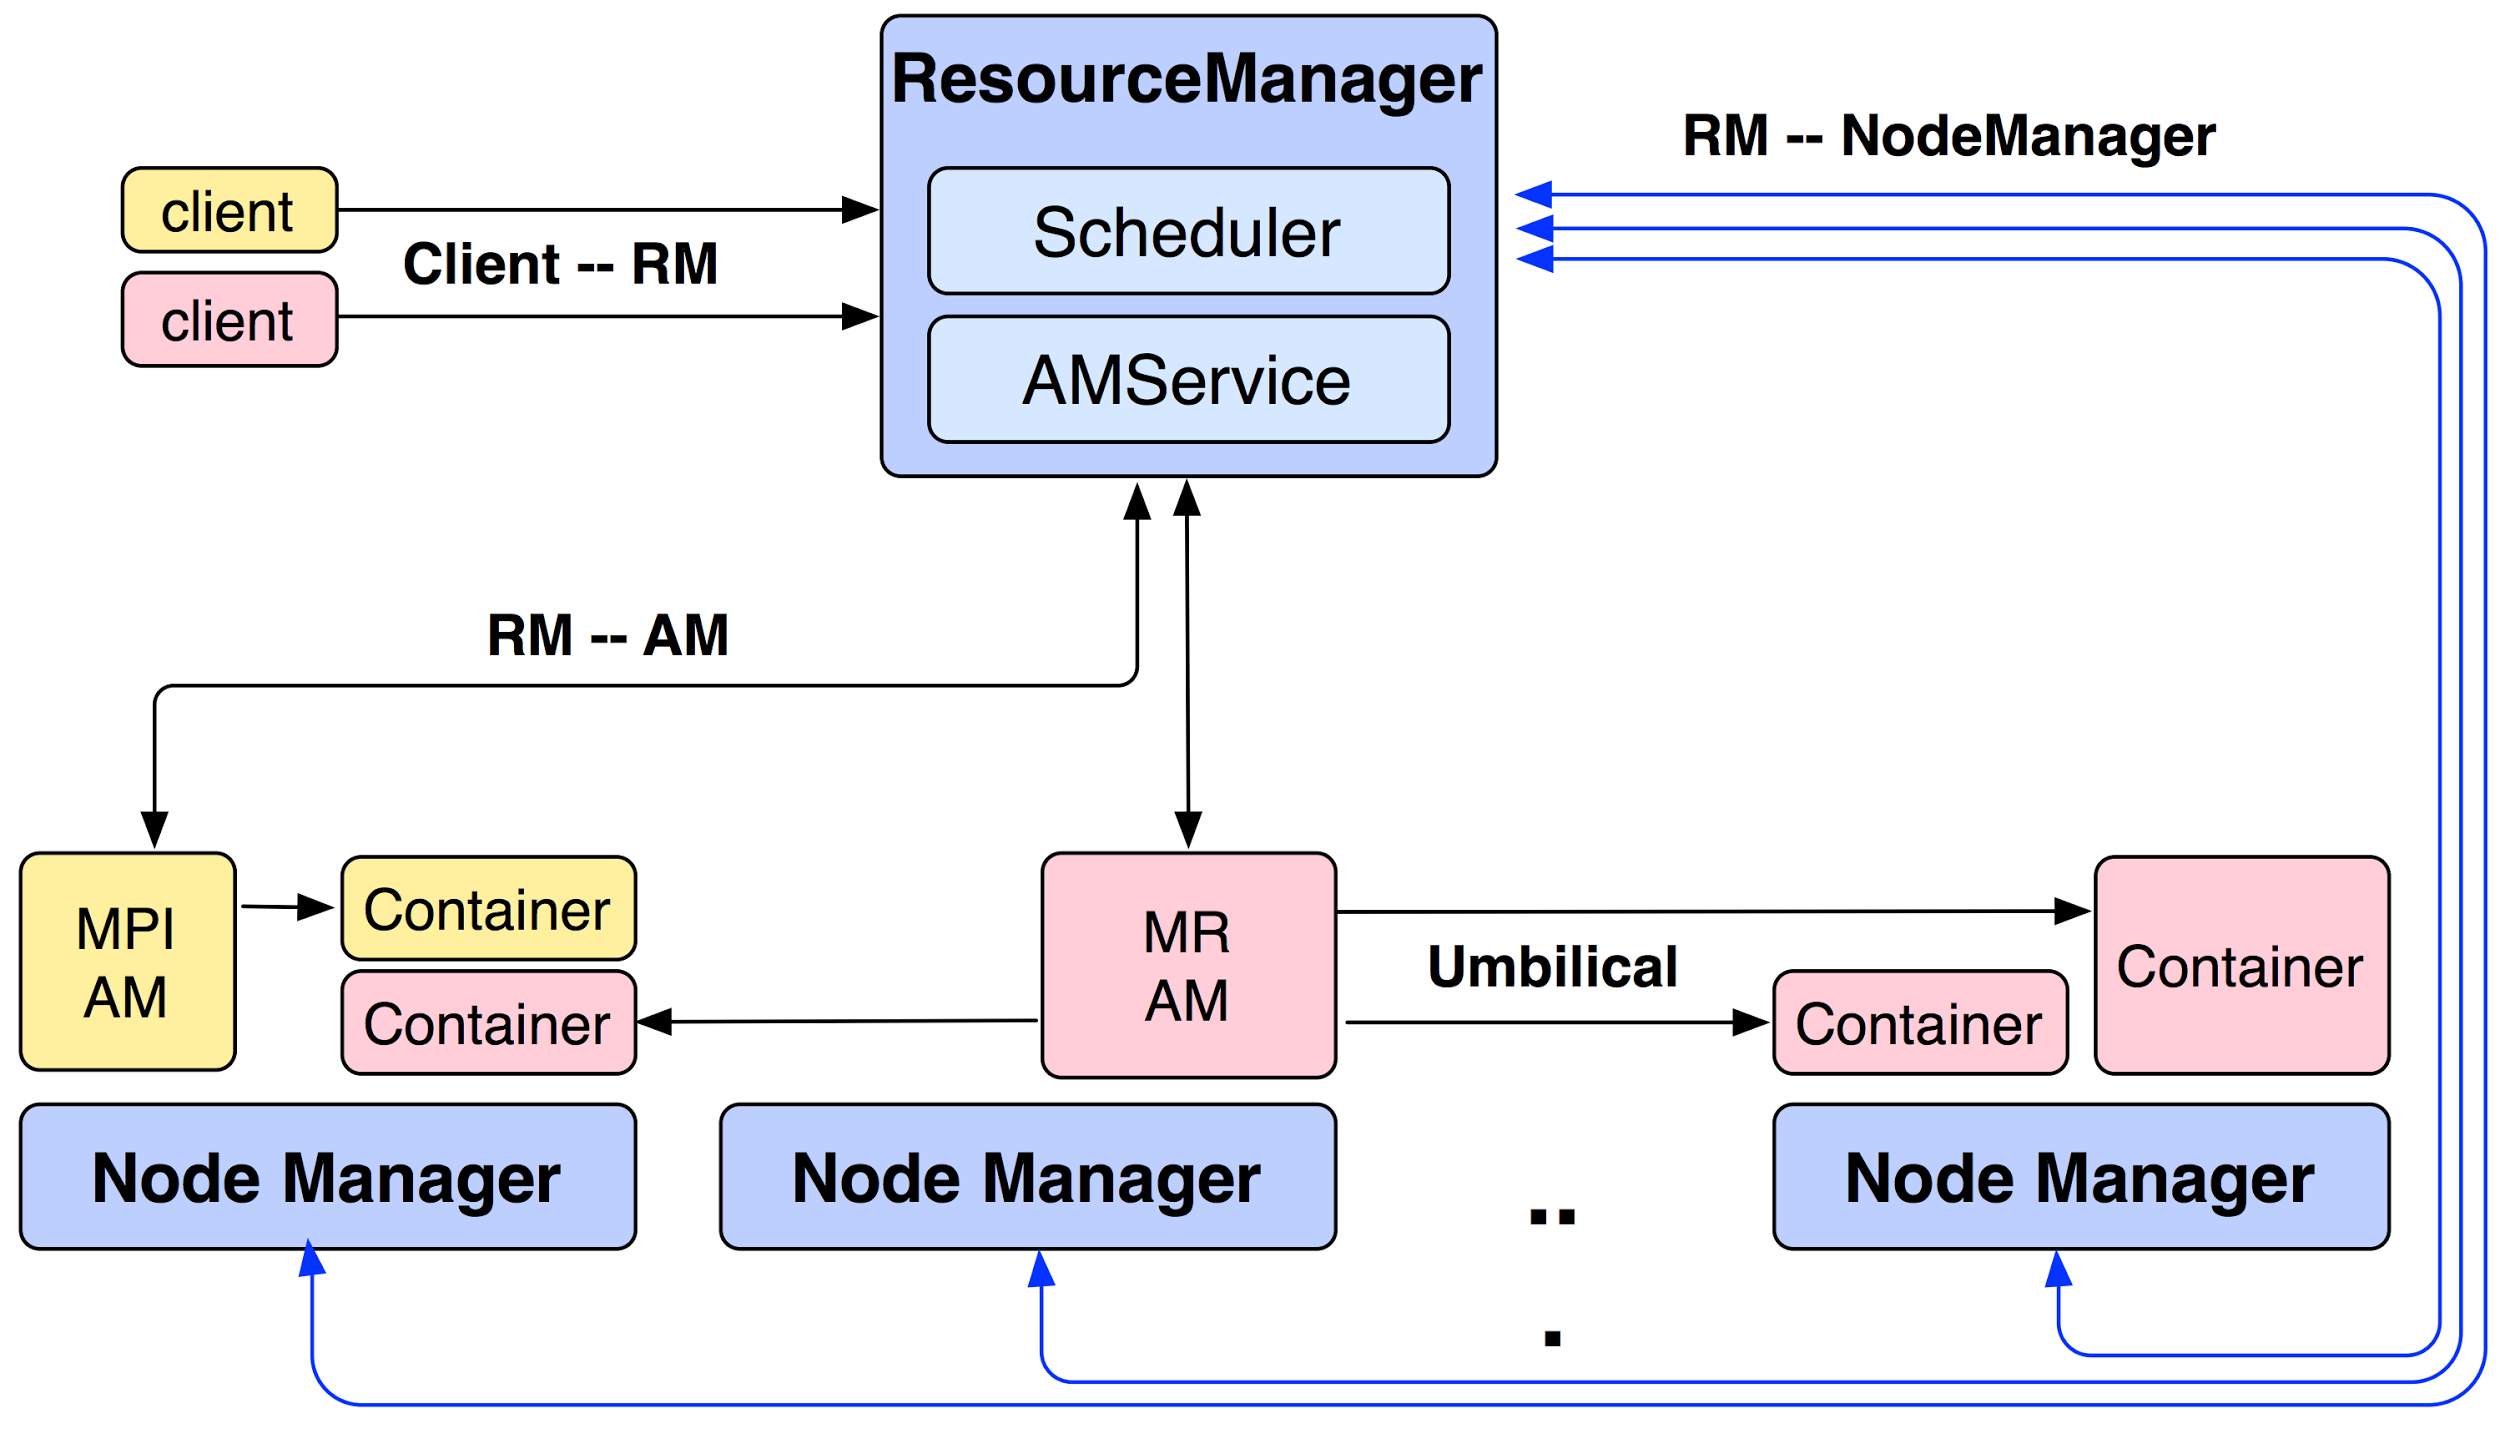 ResourceManager
RM -- NodeManager
client
Scheduler
Client -- RM
client
AMService
RM -- AM
MPI
AM
Container
Container
MR
AM
Umbilical
Container
Container
Node Manager
Node Manager
..
.
Node Manager